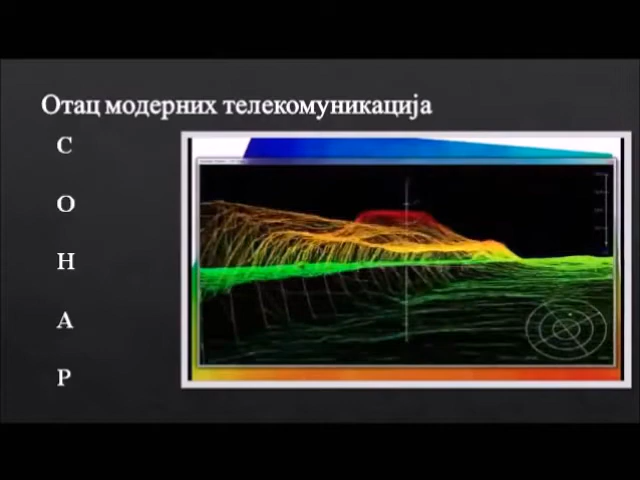 Отац модерних телекомуникација
С
О
Н
А
Р